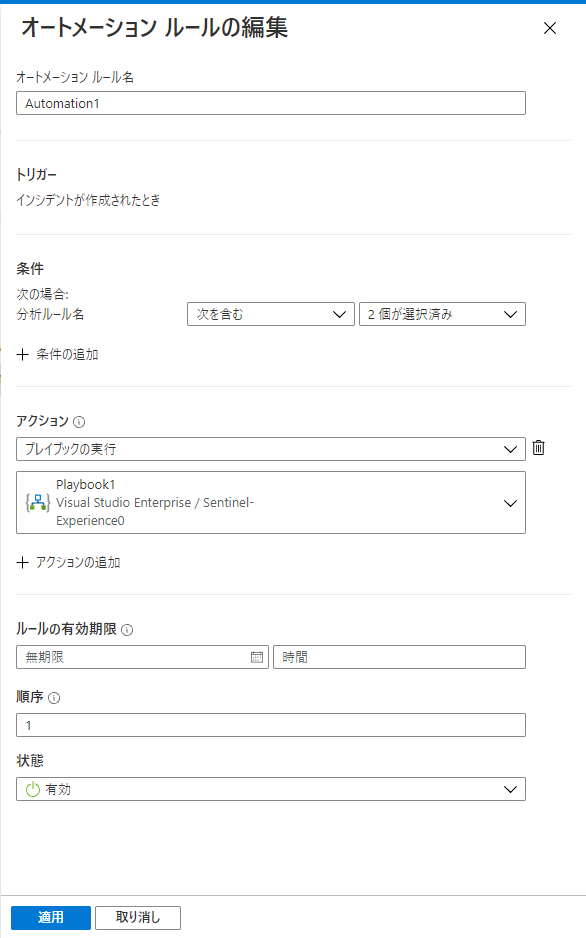 オートメーション ルールの編集
オートメーション ルール名
Automation1
トリガー
インシデントが作成されたとき
条件
次の場合:
分析ルール名 次を含む 2 個が選択済み
条件の追加
アクション
プレイブックの実行
Playbook1
Visual Studio Enterprise / Sentinel-
Experience0
アクションの追加
ルールの有効期限
無期限 時間
順序
1
状態
有効
適用 取り消し